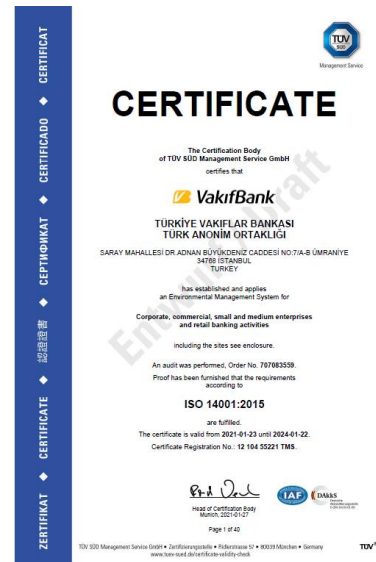 TÜV
SÜD
Management Service
CERTIFICATE
The Certification Body
of TÜV SÜD Management Service GmbH
certifies that
VakıfBank
TÜRKİYE VAKIFLAR BANKASI
TÜRK ANONİM ORTAKLIĞI
SARAY MAHALLESİ DR.ADNAN BÜYÜKDENİZ CADDESİ NO:7/A-B ÜMRANİYE
34768 İSTANBUL
TURKEY
has established and applies
an Environmental Management System for
Corporate, commercial, small and medium enterprises
and retail banking activities
including the sites see enclosure.
An audit was performed, Order No. 707083559.
Proof has been furnished that the requirements
according to
ISO 14001:2015
are fulfilled.
The certificate is valid from 2021-01-23 until 2024-01-22.
Certificate Registration No.: 12 104 55221 TMS.
Head of Certification Body
Munich, 2021-01-27
IAF
DAkkS
Page 1 of 40
TÜV SÜD Management Service GmbH • Zertifizierungsstelle • Ridlerstrasse 57 • 80339 München • Germany
www.tuev-sued.de/certificate-validity-check
TÜV®
Entwurf / Draft
ZERTIFIKAT ◆ CERTIFICATE ◆ 認證證書 ◆ СЕРТИФИКАТ ◆ CERTIFICADO ◆ CERTIFICAT